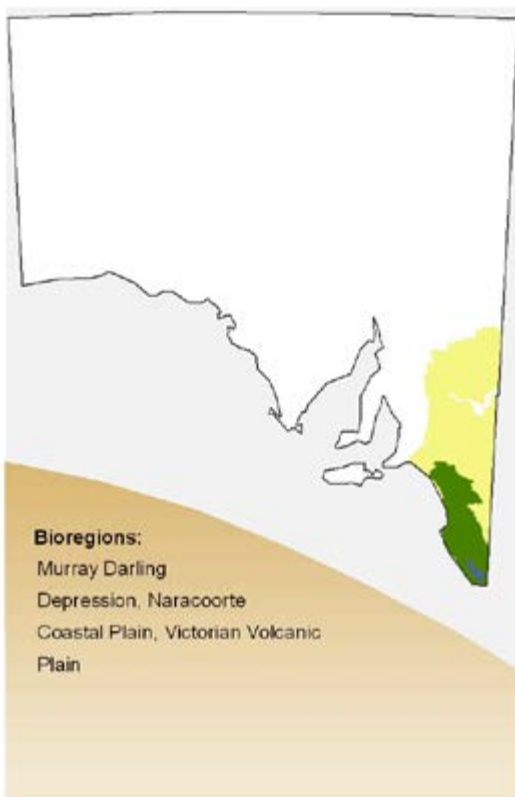 Bioregions:
Murray Darling
Depression, Naracoorte
Coastal Plain, Victorian Volcanic
Plain